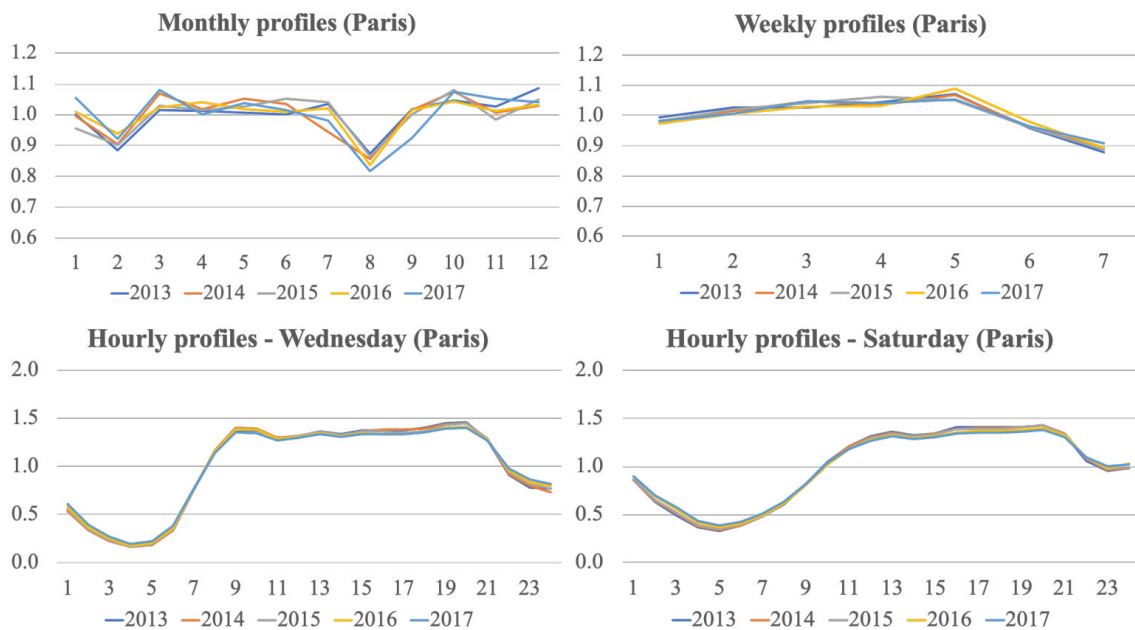 Monthly profiles (Paris)
1.2
1.1
1.0
0.9
0.8
0.7
0.6
1 2 3 4 5 6 7 8 9 10 11 12
2013 2014 2015 2016 2017
Weekly profiles (Paris)
1.2
1.1
1.0
0.9
0.8
0.7
0.6
1 2 3 4 5 6 7
2013 2014 2015 2016 2017
Hourly profiles - Wednesday (Paris)
2.0
1.5
1.0
0.5
0.0
1 3 5 7 9 11 13 15 17 19 21 23
2013 2014 2015 2016 2017
Hourly profiles - Saturday (Paris)
2.0
1.5
1.0
0.5
0.0
1 3 5 7 9 11 13 15 17 19 21 23
2013 2014 2015 2016 2017